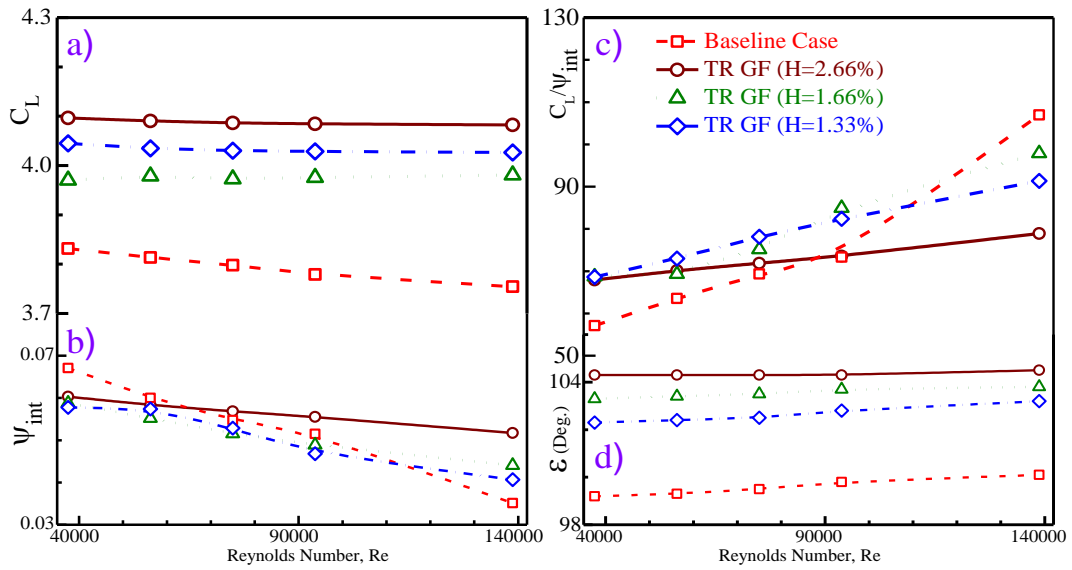 4.3
a)
C_L
4.0
3.7
b)
0.07
ψ_int
0.03
40000 90000 140000
Reynolds Number, Re
130
c)
C_L/ψ_int
Baseline Case
TR GF (H=2.66%)
TR GF (H=1.66%)
TR GF (H=1.33%)
90
50
104
ε (Deg.)
d)
98
40000 90000 140000
Reynolds Number, Re